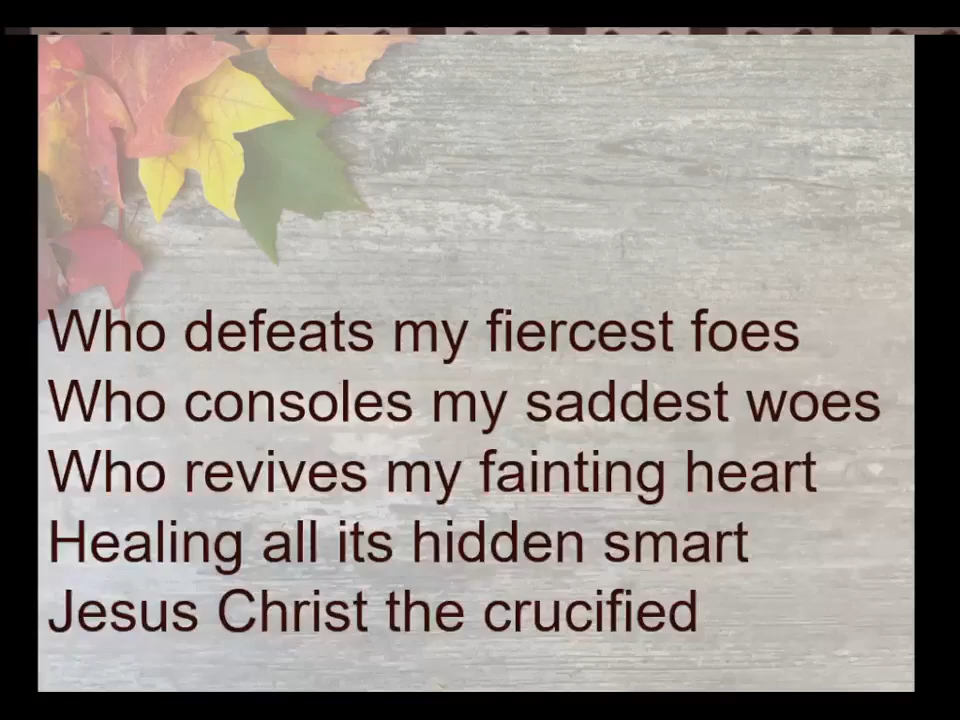 Who defeats my fiercest foes
Who consoles my saddest woes
Who revives my fainting heart
Healing all its hidden smart
Jesus Christ the crucified